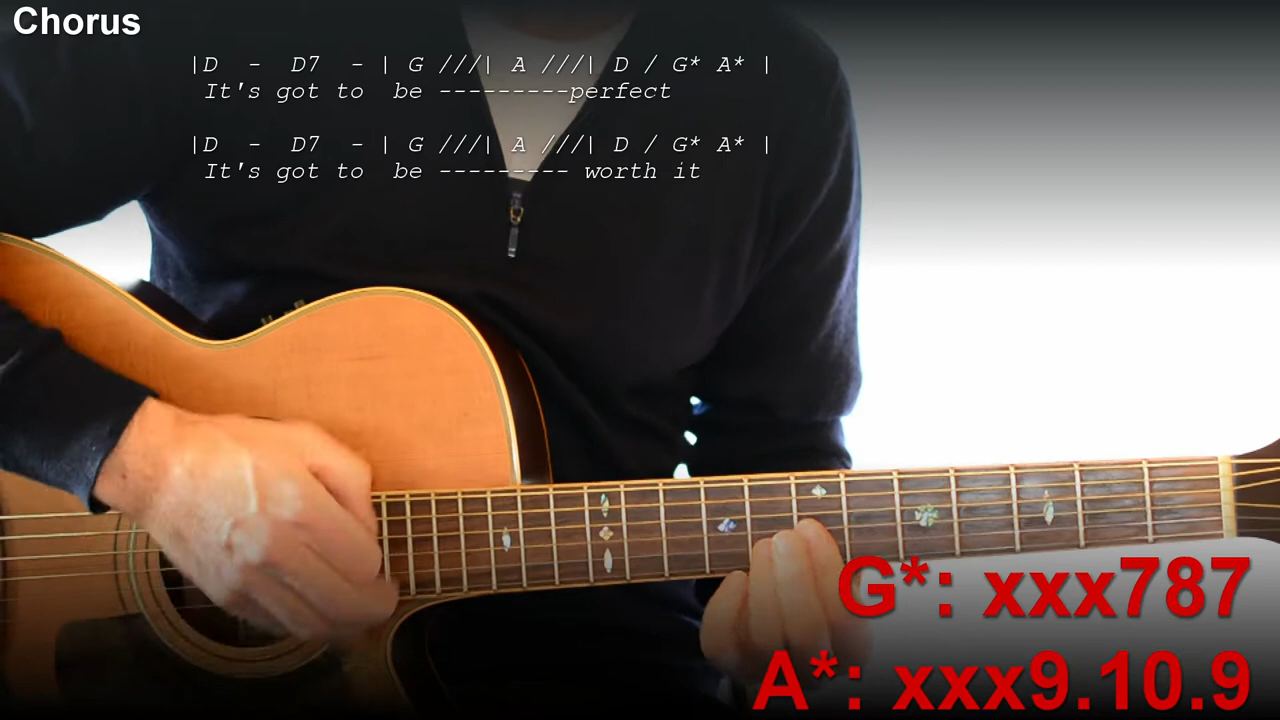 Chorus
|D - D7 - | G ///| A ///| D / G* A* |
It's got to be ---------perfect
|D - D7 - | G ///| A ///| D / G* A* |
It's got to be --------- worth it
G*: xxx787
A*: xxx9.10.9